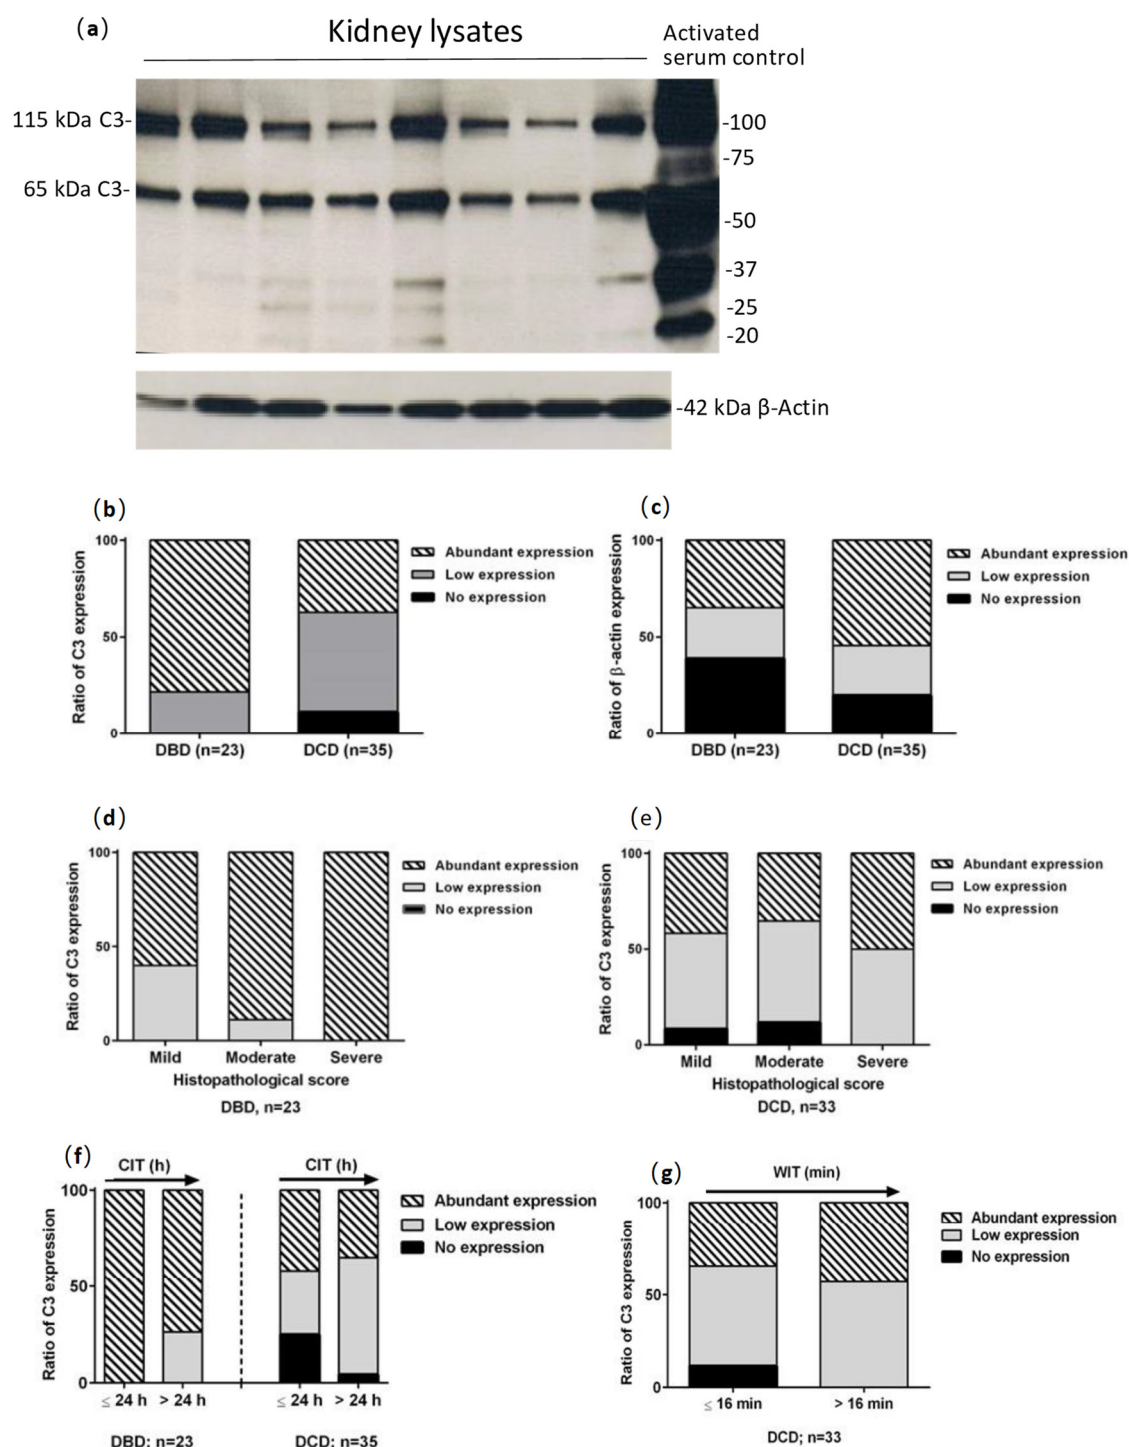 (a)
Kidney lysates
Activated
serum control
115 kDa C3-
65 kDa C3-
-100
-75
-50
-37
-25
-20
-42 kDa β-Actin
(b)
Ratio of C3 expression
100
50
0
DBD (n=23)
DCD (n=35)
Abundant expression
Low expression
No expression
(c)
Ratio of β-actin expression
100
50
0
DBD (n=23)
DCD (n=35)
Abundant expression
Low expression
No expression
(d)
Ratio of C3 expression
100
50
0
Mild
Moderate
Severe
Histopathological score
DBD, n=23
Abundant expression
Low expression
No expression
(e)
Ratio of C3 expression
100
50
0
Mild
Moderate
Severe
Histopathological score
DCD, n=33
Abundant expression
Low expression
No expression
(f)
CIT (h)
CIT (h)
Ratio of C3 expression
100
50
0
≤ 24 h
> 24 h
≤ 24 h
> 24 h
DBD; n=23
DCD; n=35
Abundant expression
Low expression
No expression
(g)
WIT (min)
Ratio of C3 expression
100
50
0
≤ 16 min
> 16 min
DCD; n=33
Abundant expression
Low expression
No expression